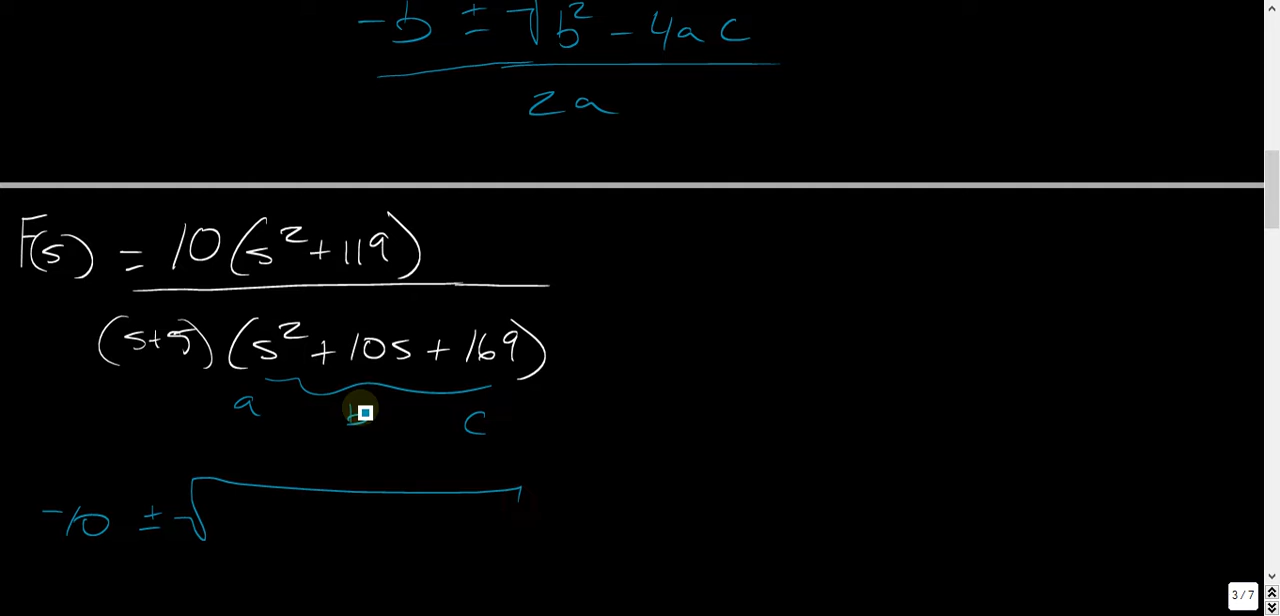 -b ± √b² - 4ac
2a
F(s) = 10(s²+119)
(s+5)(s²+10s+169)
a b c
-10 ± √
3 / 7